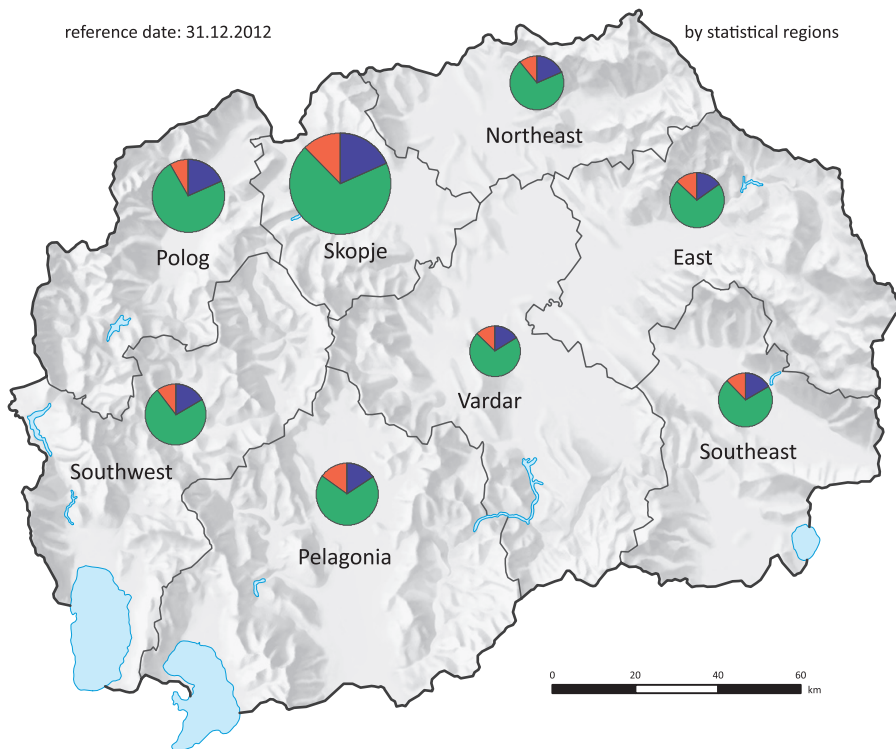 reference date: 31.12.2012
by statistical regions
Northeast
Polog
Skopje
East
Vardar
Southwest
Southeast
Pelagonia
0 20 40 60
km